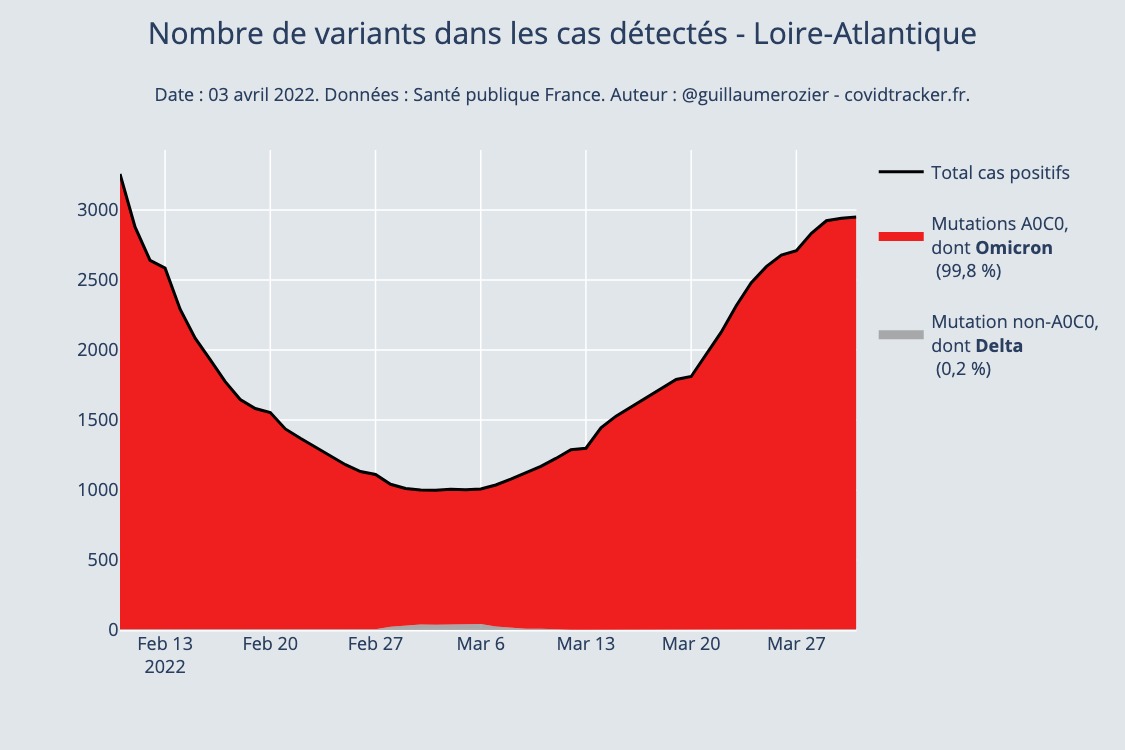 Nombre de variants dans les cas détectés - Loire-Atlantique
Date : 03 avril 2022. Données : Santé publique France. Auteur : @guillaumerozier - covidtracker.fr.
Total cas positifs
Mutations A0C0,
dont Omicron
(99,8 %)
Mutation non-A0C0,
dont Delta
(0,2 %)
3000
2500
2000
1500
1000
500
0
Feb 13 Feb 20 Feb 27 Mar 6 Mar 13 Mar 20 Mar 27
2022